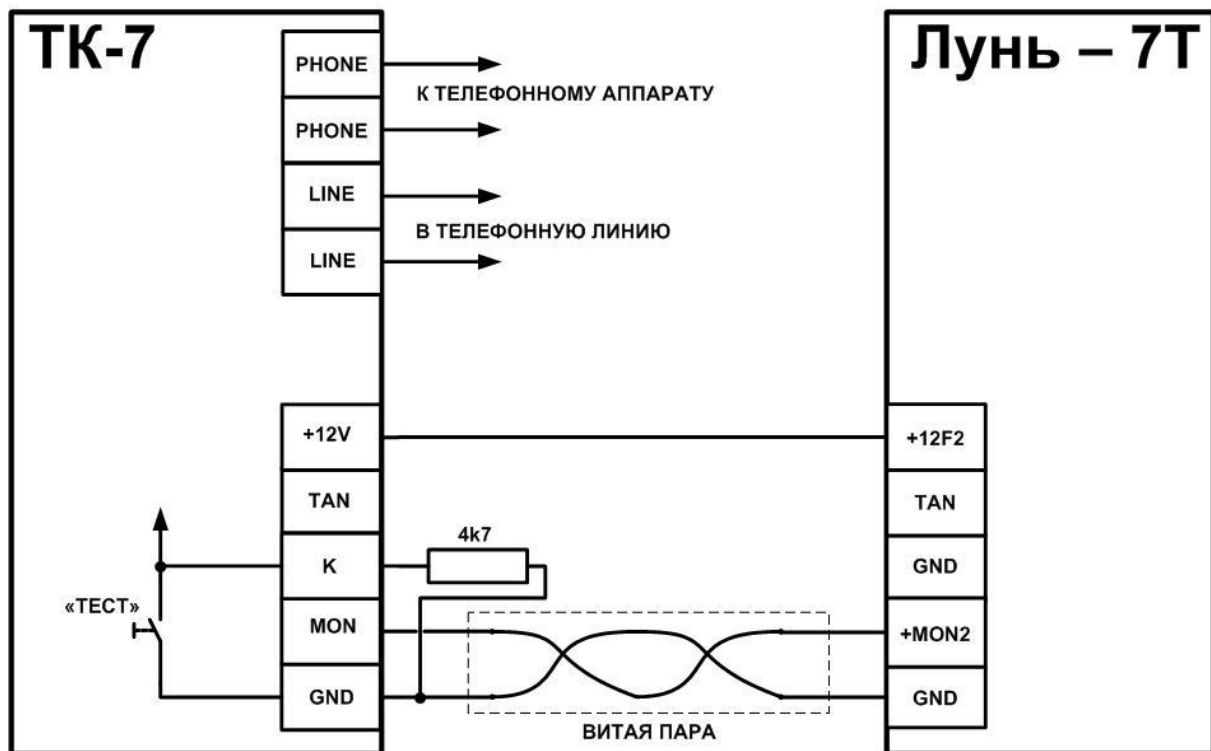 ТК-7
Лунь – 7Т
PHONE
К ТЕЛЕФОННОМУ АППАРАТУ
PHONE
LINE
В ТЕЛЕФОННУЮ ЛИНИЮ
LINE
+12V
+12F2
TAN
TAN
4k7
K
GND
«ТЕСТ»
MON
+MON2
GND
GND
ВИТАЯ ПАРА